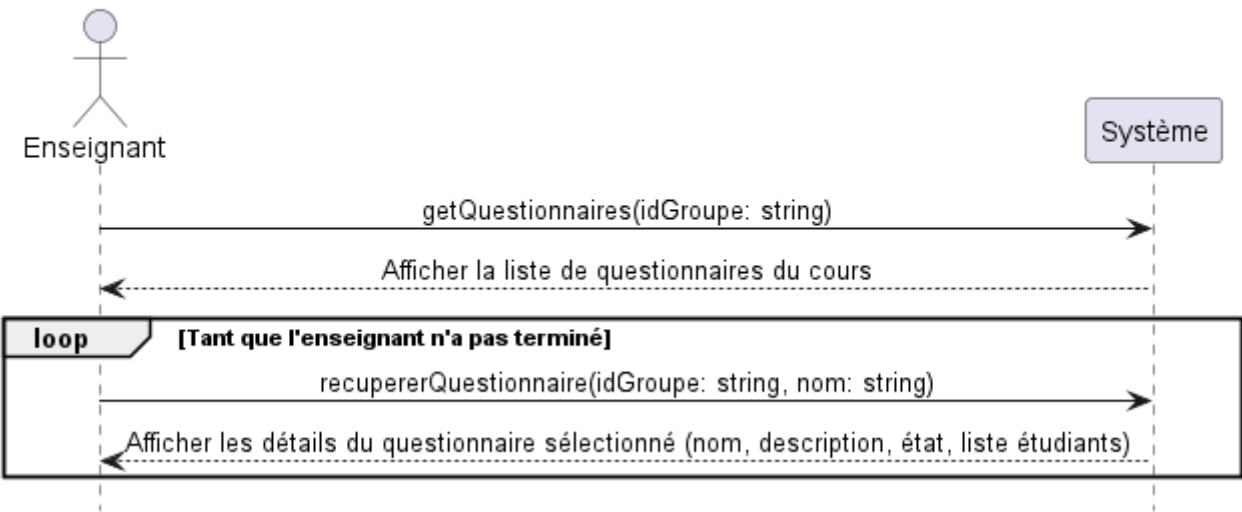 Enseignant
Système
getQuestionnaires(idGroupe: string)
Afficher la liste de questionnaires du cours
loop [Tant que l'enseignant n'a pas terminé]
recupererQuestionnaire(idGroupe: string, nom: string)
Afficher les détails du questionnaire sélectionné (nom, description, état, liste étudiants)